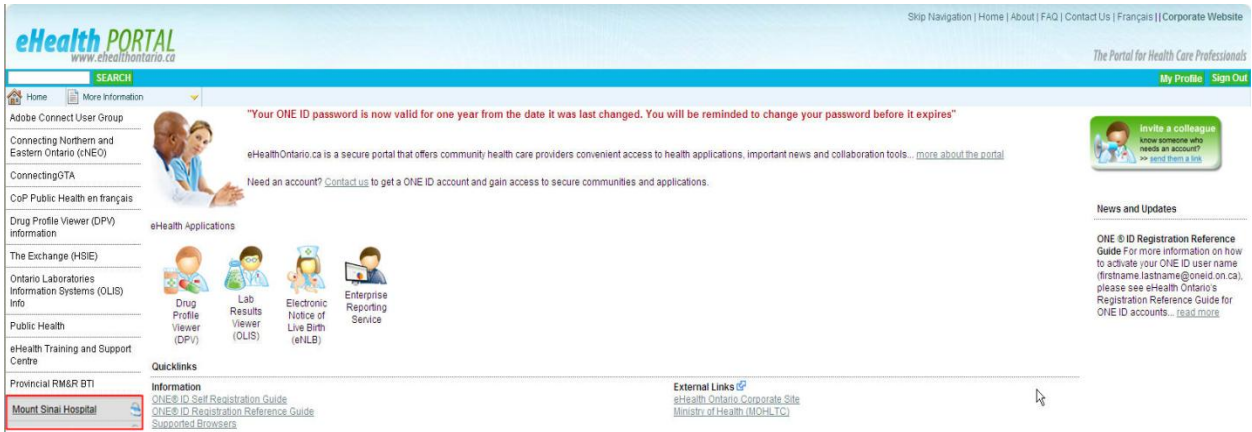 Skip Navigation | Home | About | FAQ | Contact Us | Français || Corporate Website
eHealth PORTAL
www.ehealthontario.ca
The Portal for Health Care Professionals
SEARCH
My Profile Sign Out
Home More Information
Adobe Connect User Group
Connecting Northern and
Eastern Ontario (cNEO)
ConnectingGTA
CoP Public Health en français
Drug Profile Viewer (DPV)
information
The Exchange (HSIE)
Ontario Laboratories
Information Systems (OLIS)
Info
Public Health
eHealth Training and Support
Centre
Provincial RM&R BTI
Mount Sinai Hospital
"Your ONE ID password is now valid for one year from the date it was last changed. You will be reminded to change your password before it expires"
eHealthOntario.ca is a secure portal that offers community health care providers convenient access to health applications, important news and collaboration tools... more about the portal
Need an account? Contact us to get a ONE ID account and gain access to secure communities and applications.
eHealth Applications
Drug
Profile
Viewer
(DPV)
Lab
Results
Viewer
(OLIS)
Electronic
Notice of
Live Birth
(eNLB)
Enterprise
Reporting
Service
Quicklinks
Information
ONE® ID Self Registration Guide
ONE® ID Registration Reference Guide
Supported Browsers
External Links
eHealth Ontario Corporate Site
Ministry of Health (MOHLTC)
invite a colleague
know someone who
needs an account?
>> send them a link
News and Updates
ONE ® ID Registration Reference
Guide For more information on how
to activate your ONE ID user name
(firstname.lastname@oneid.on.ca),
please see eHealth Ontario's
Registration Reference Guide for
ONE ID accounts... read more